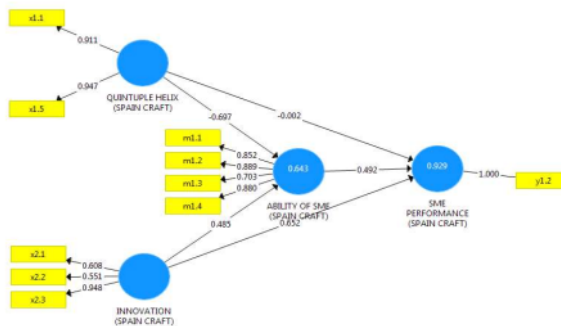 x1.1
0.911
0.947
x1.5
QUINTUPLE HELIX
(SPAIN CRAFT)
-0.697
-0.002
m1.1
m1.2
m1.3
m1.4
0.852
0.889
0.703
0.880
0.643
ABILITY OF SME
(SPAIN CRAFT)
0.492
0.929
SME
PERFORMANCE
(SPAIN CRAFT)
1.000
y1.2
0.485
0.652
x2.1
x2.2
x2.3
0.608
0.551
0.948
INNOVATION
(SPAIN CRAFT)